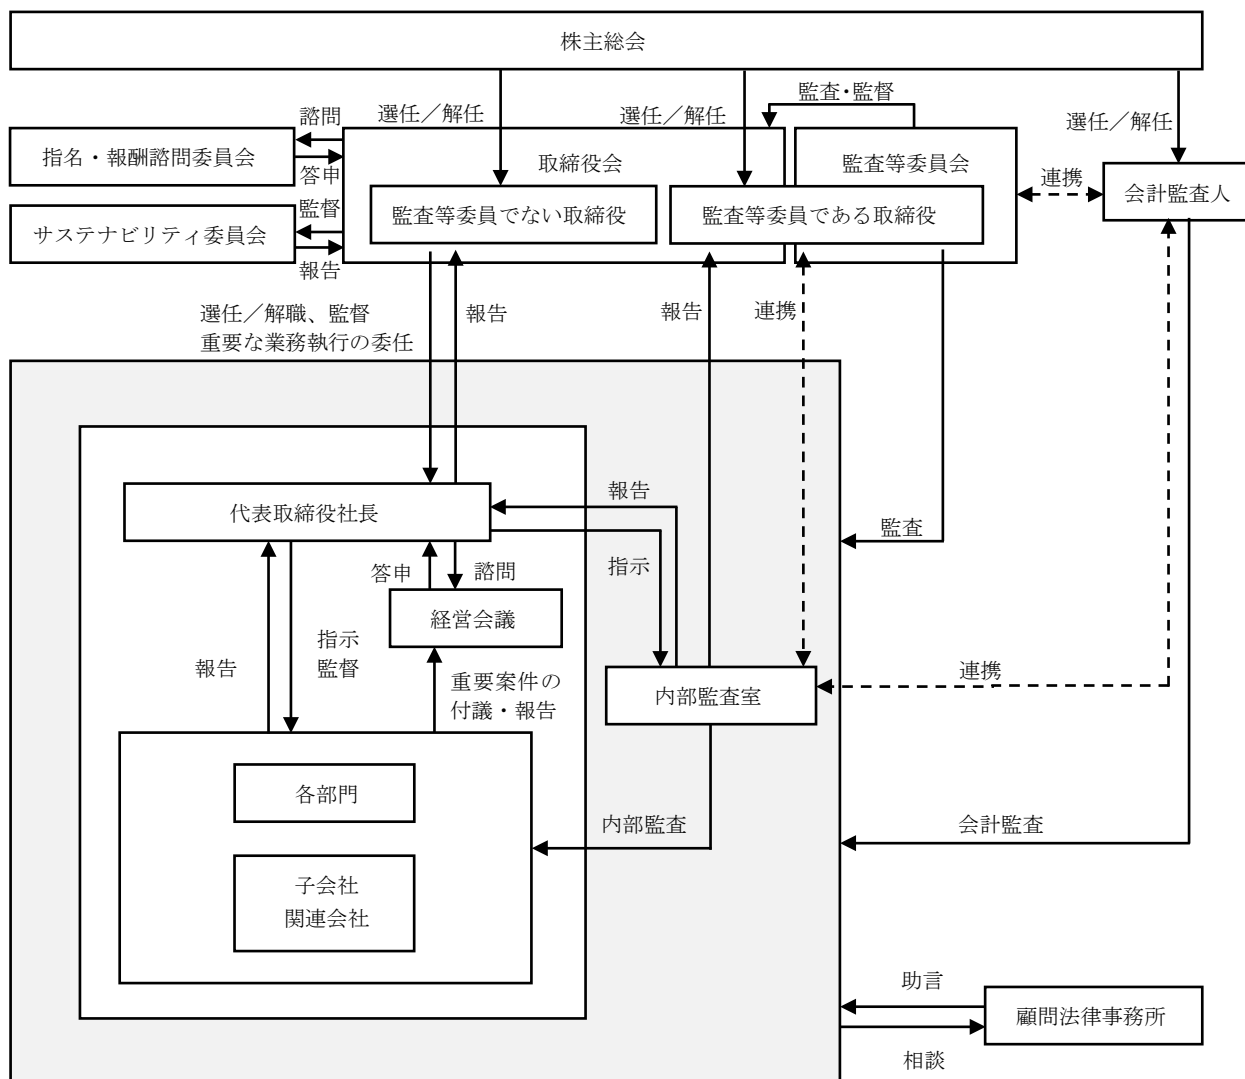 株主総会
監査・監督
諮問
選任／解任
選任／解任
選任／解任
指名・報酬諮問委員会
取締役会
監査等委員会
答申
連携
会計監査人
監督
監査等委員でない取締役
監査等委員である取締役
サステナビリティ委員会
報告
選任／解職、監督
重要な業務執行の委任
報告
報告
連携
代表取締役社長
報告
監査
答申
諮問
指示
経営会議
指示
監督
報告
重要案件の
付議・報告
内部監査室
連携
各部門
内部監査
会計監査
子会社
関連会社
助言
顧問法律事務所
相談